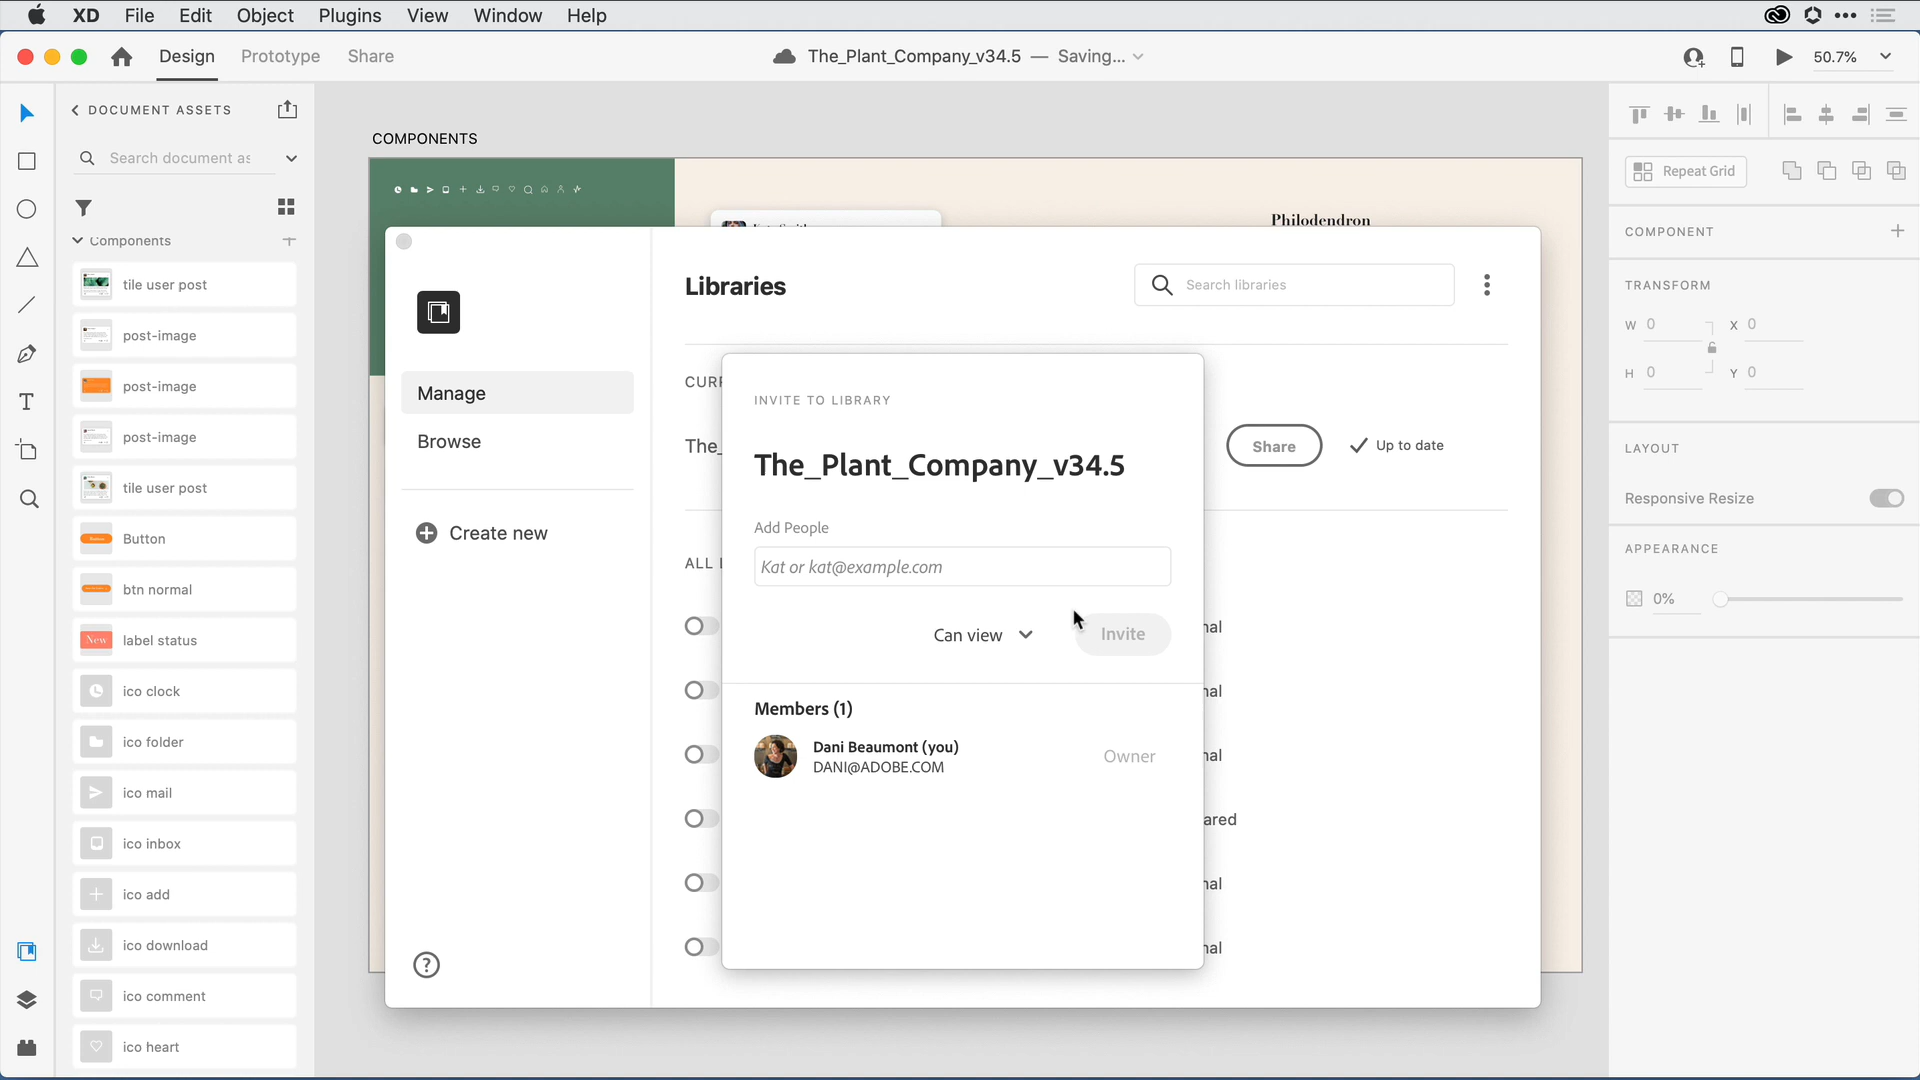 XD File Edit Object Plugins View Window Help
Design Prototype Share
The_Plant_Company_v34.5 — Saving...
50.7%
DOCUMENT ASSETS
Search document as
Components
tile user post
post-image
post-image
post-image
tile user post
Button
btn normal
New
label status
ico clock
ico folder
ico mail
ico inbox
ico add
ico download
ico comment
ico heart
COMPONENTS
Philodendron
Manage
Browse
Create new
Libraries
Search libraries
CURR
The_
Share
Up to date
ALL
nal
nal
nal
ared
nal
nal
INVITE TO LIBRARY
The_Plant_Company_v34.5
Add People
Kat or kat@example.com
Can view
Invite
Members (1)
Dani Beaumont (you)
DANI@ADOBE.COM
Owner
Repeat Grid
COMPONENT
TRANSFORM
W 0 X 0
H 0 Y 0
LAYOUT
Responsive Resize
APPEARANCE
0%